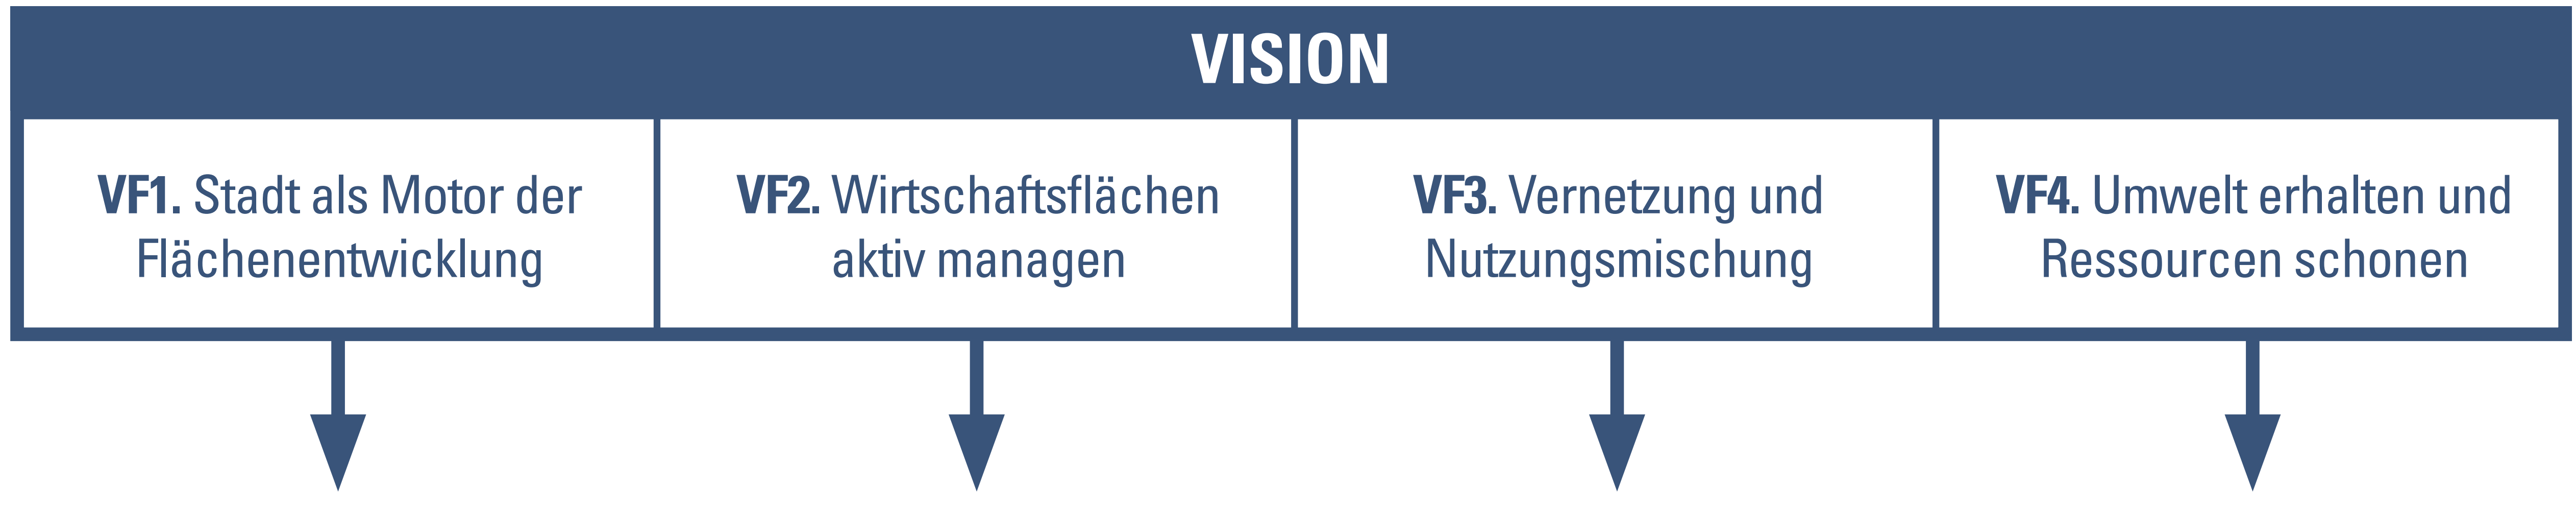 VISION
VF1. Stadt als Motor der
Flächenentwicklung
VF2. Wirtschaftsflächen
aktiv managen
VF3. Vernetzung und
Nutzungsmischung
VF4. Umwelt erhalten und
Ressourcen schonen